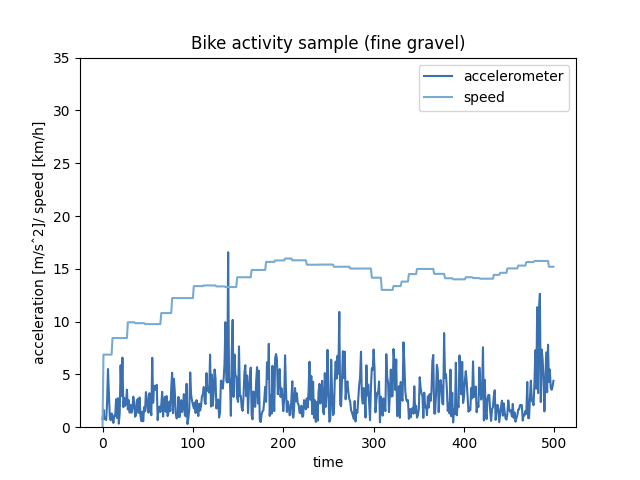 Bike activity sample (fine gravel)
accelerometer
speed
acceleration [m/sˆ2]/ speed [km/h]
35
30
25
20
15
10
5
0
0 100 200 300 400 500
time